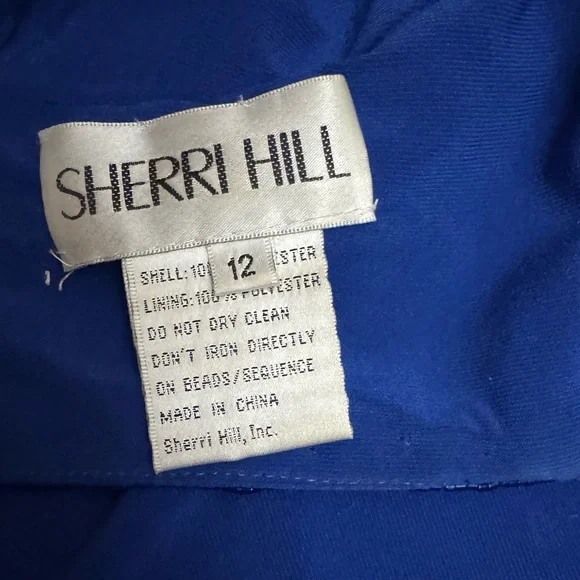 SHERRI HILL
12
SHELL:10 STER
LINING:100% POLYESTER
DO NOT DRY CLEAN
DON'T IRON DIRECTLY
ON BEADS/SEQUENCE
MADE IN CHINA
Sherri Hill, Inc.